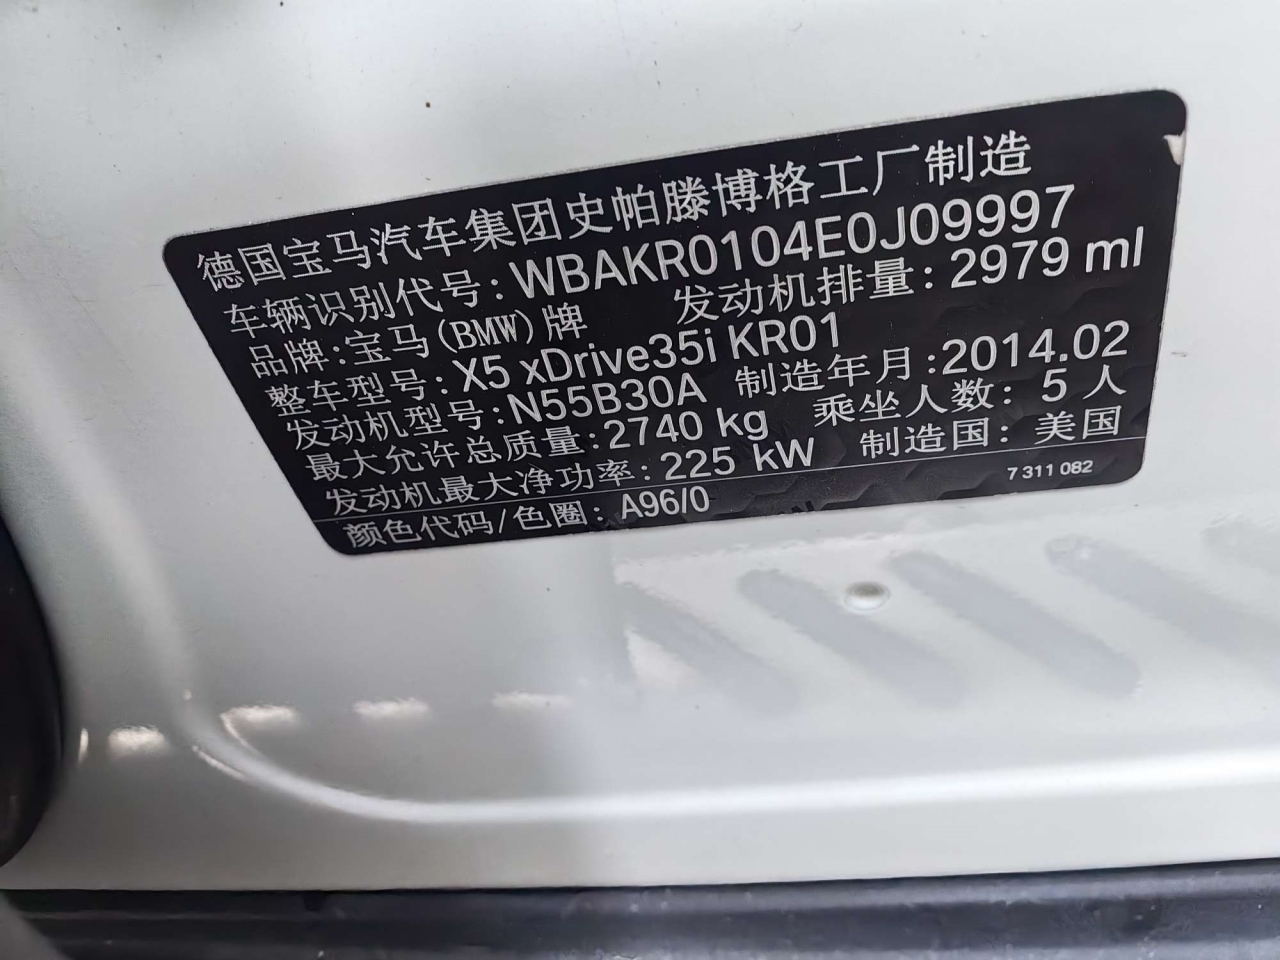 德国宝马汽车集团史帕滕博格工厂制造
车辆识别代号: WBAKR0104E0J09997
品牌:宝马(BMW)牌 发动机排量: 2979 ml
整车型号: X5 xDrive35i KR01
发动机型号: N55B30A 制造年月:2014.02
最大允许总质量:2740 kg 乘坐人数: 5 人
发动机最大净功率: 225 kW 制造国: 美国
颜色代码/色圈: A96/0 7 311 082